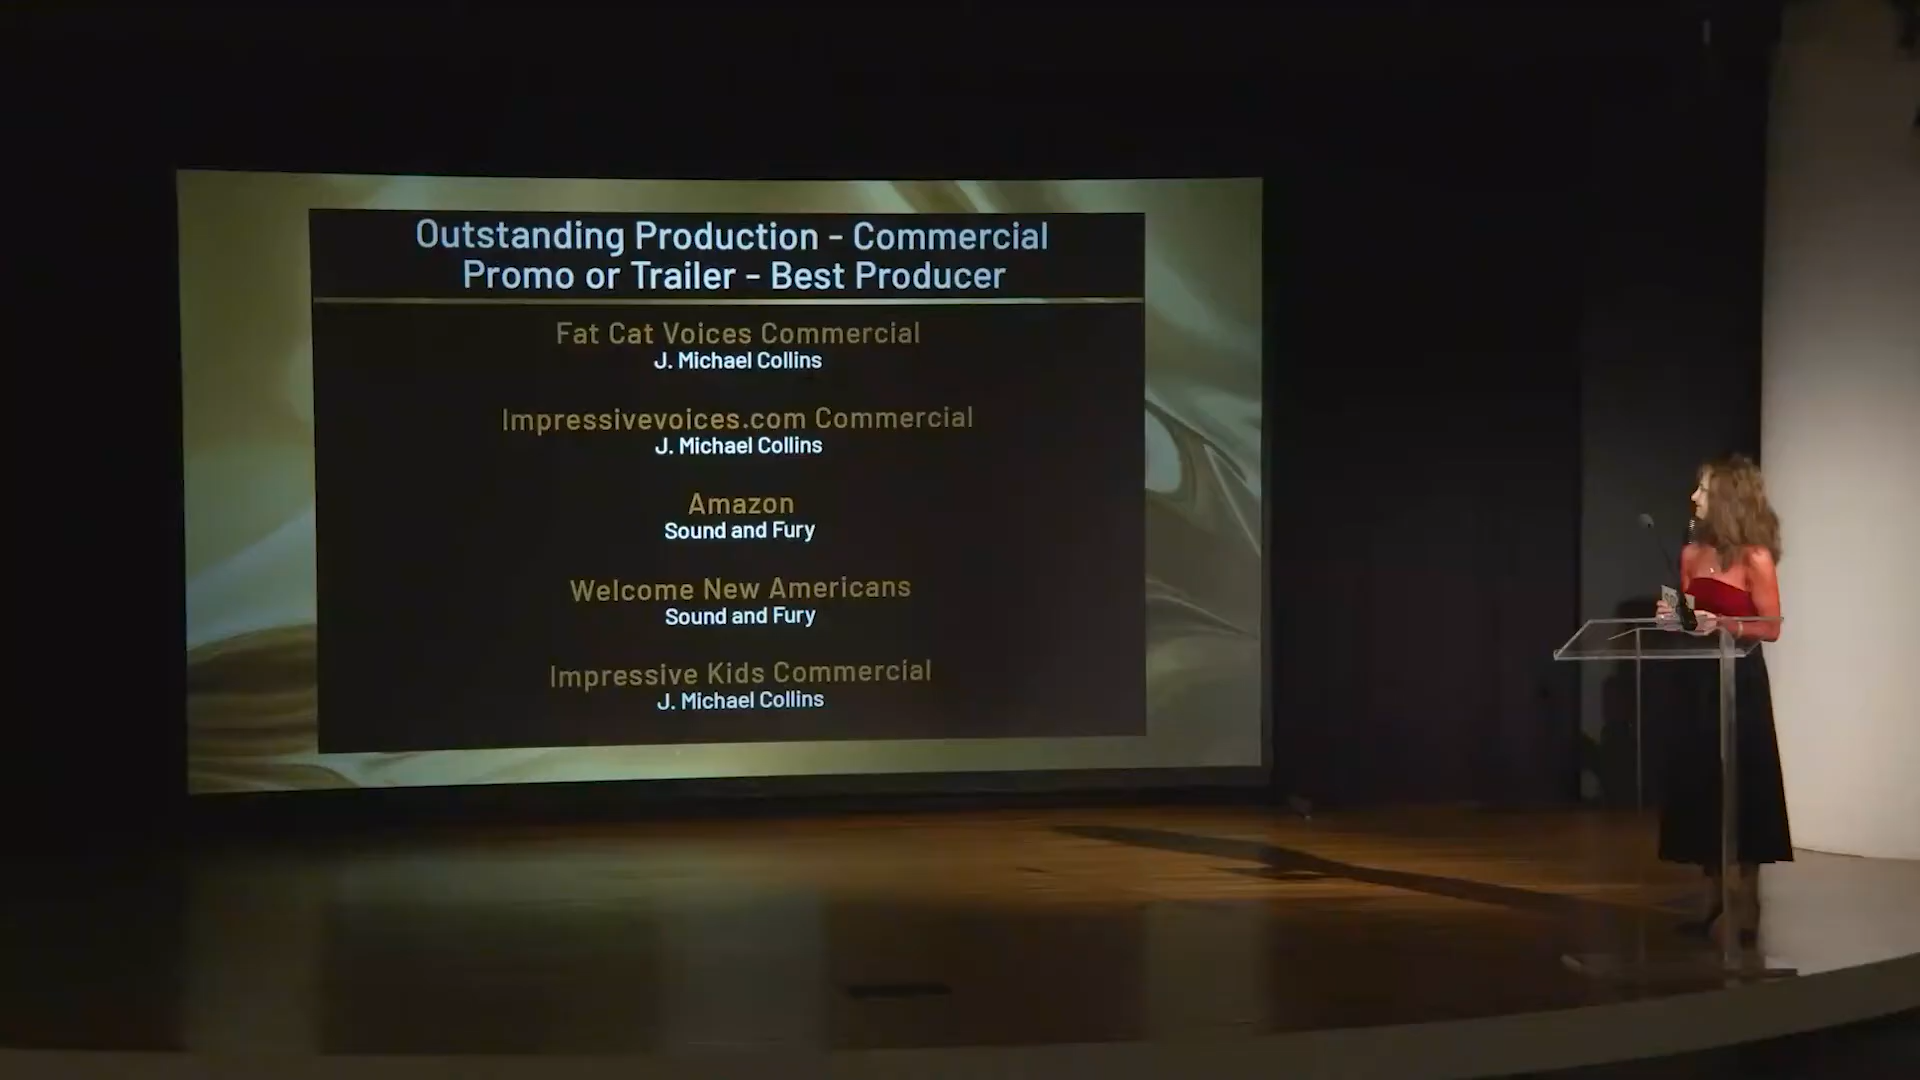 Outstanding Production - Commercial
Promo or Trailer - Best Producer
Fat Cat Voices Commercial
J. Michael Collins
Impressivevoices.com Commercial
J. Michael Collins
Amazon
Sound and Fury
Welcome New Americans
Sound and Fury
Impressive Kids Commercial
J. Michael Collins